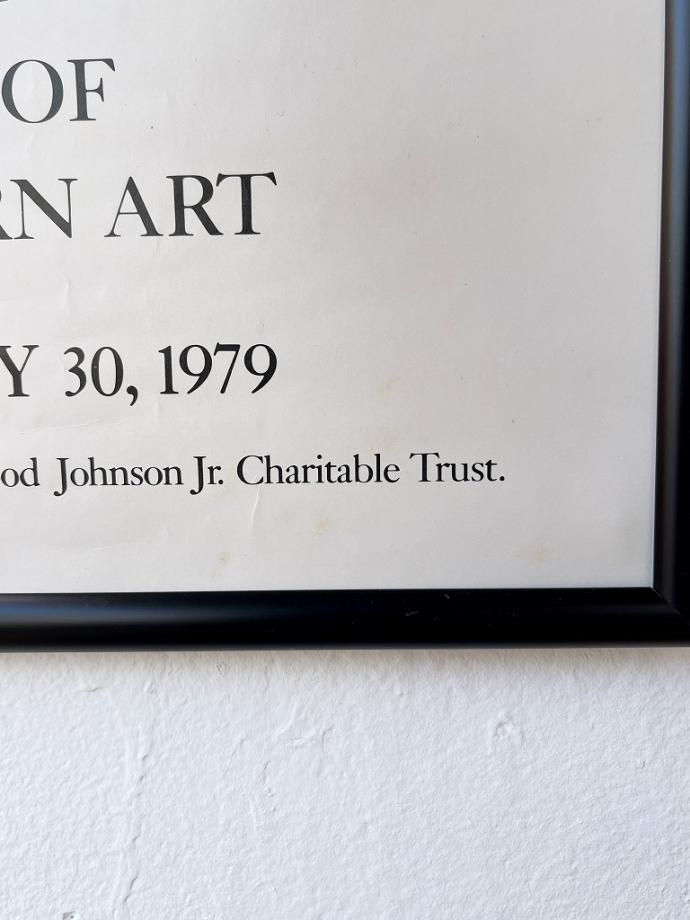 OF
RN ART
Y 30, 1979
od Johnson Jr. Charitable Trust.